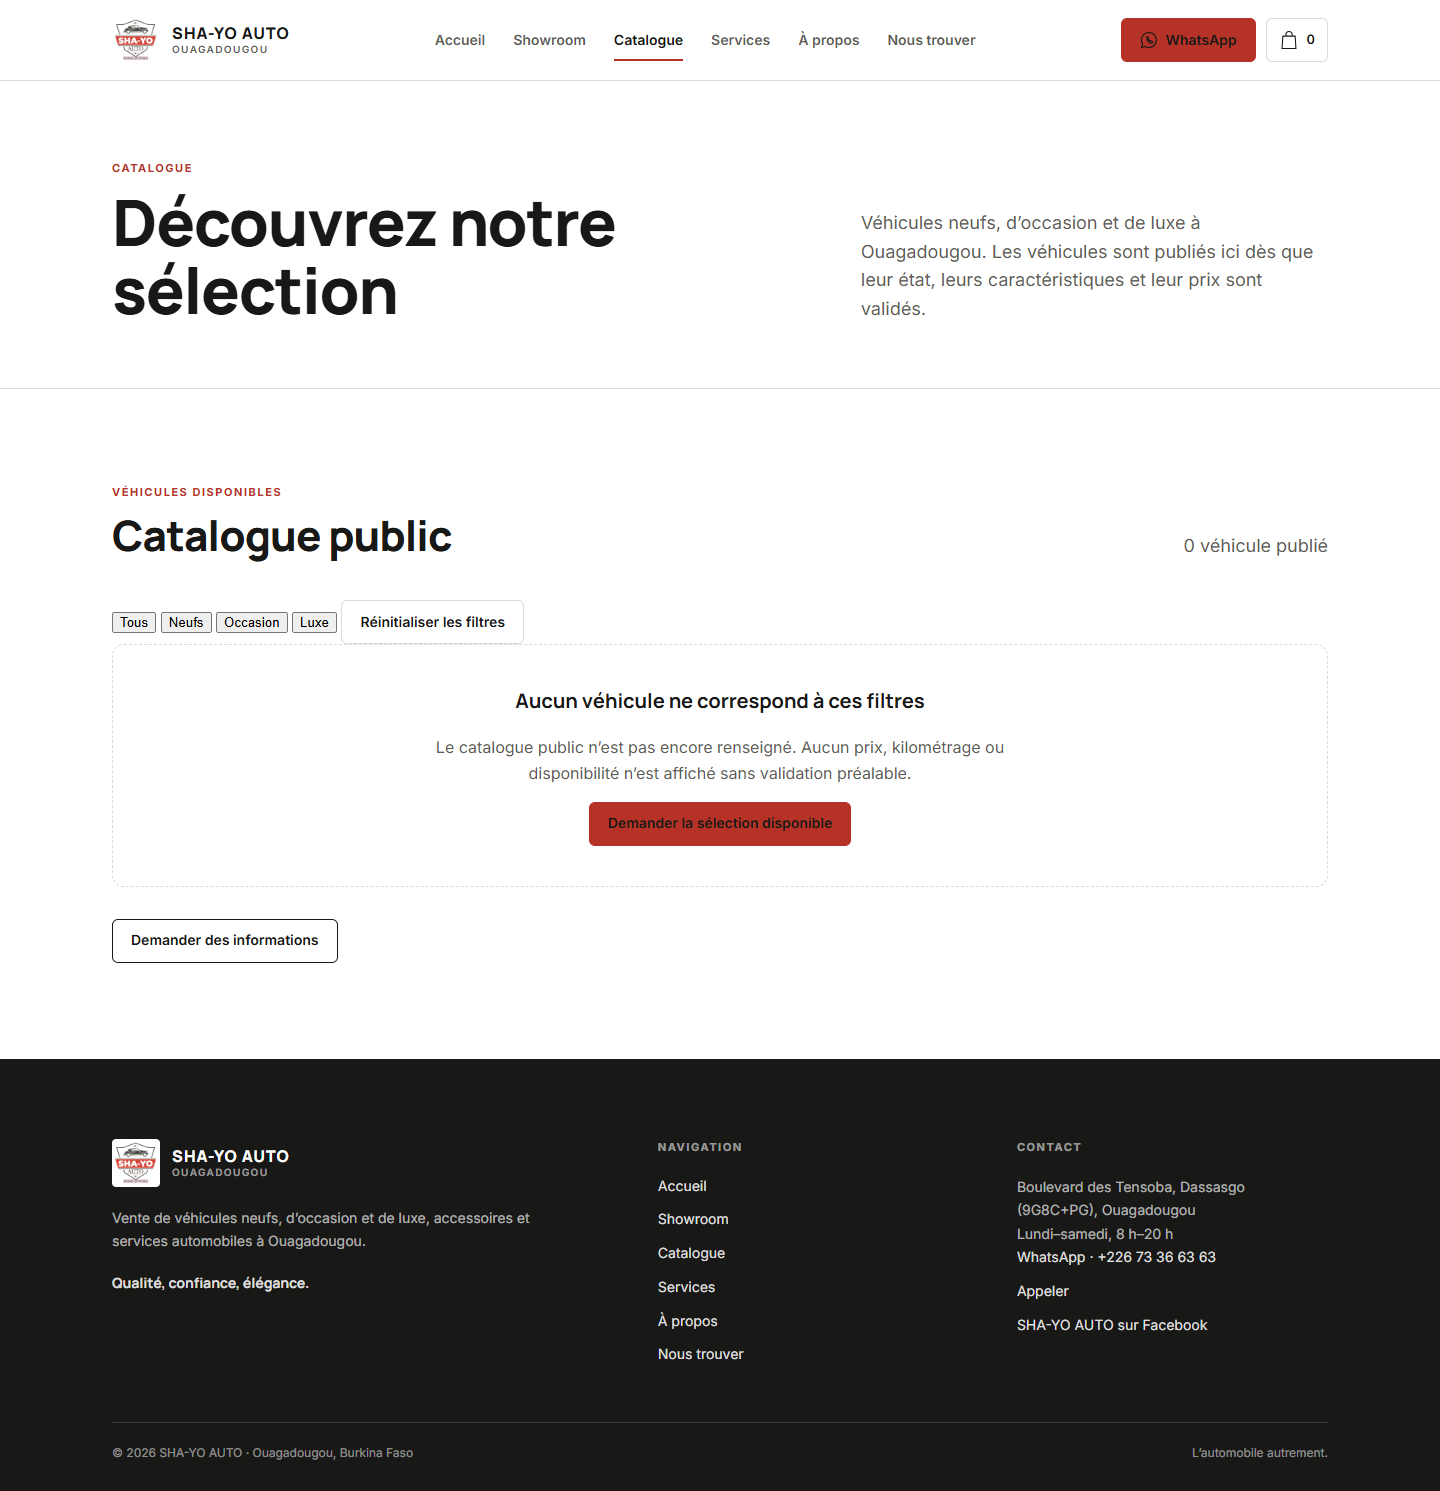 SHA-YO
AUTO
SHA-YO AUTO
OUAGADOUGOU
Accueil
Showroom
Catalogue
Services
À propos
Nous trouver
WhatsApp
0
CATALOGUE
Découvrez notre
sélection
Véhicules neufs, d’occasion et de luxe à
Ouagadougou. Les véhicules sont publiés ici dès que
leur état, leurs caractéristiques et leur prix sont
validés.
VÉHICULES DISPONIBLES
Catalogue public
0 véhicule publié
Tous
Neufs
Occasion
Luxe
Réinitialiser les filtres
Aucun véhicule ne correspond à ces filtres
Le catalogue public n’est pas encore renseigné. Aucun prix, kilométrage ou
disponibilité n’est affiché sans validation préalable.
Demander la sélection disponible
Demander des informations
SHA-YO
AUTO
SHA-YO AUTO
OUAGADOUGOU
Vente de véhicules neufs, d’occasion et de luxe, accessoires et
services automobiles à Ouagadougou.
Qualité, confiance, élégance.
NAVIGATION
Accueil
Showroom
Catalogue
Services
À propos
Nous trouver
CONTACT
Boulevard des Tensoba, Dassasgo
(9G8C+PG), Ouagadougou
Lundi–samedi, 8 h–20 h
WhatsApp · +226 73 36 63 63
Appeler
SHA-YO AUTO sur Facebook
© 2026 SHA-YO AUTO · Ouagadougou, Burkina Faso
L’automobile autrement.